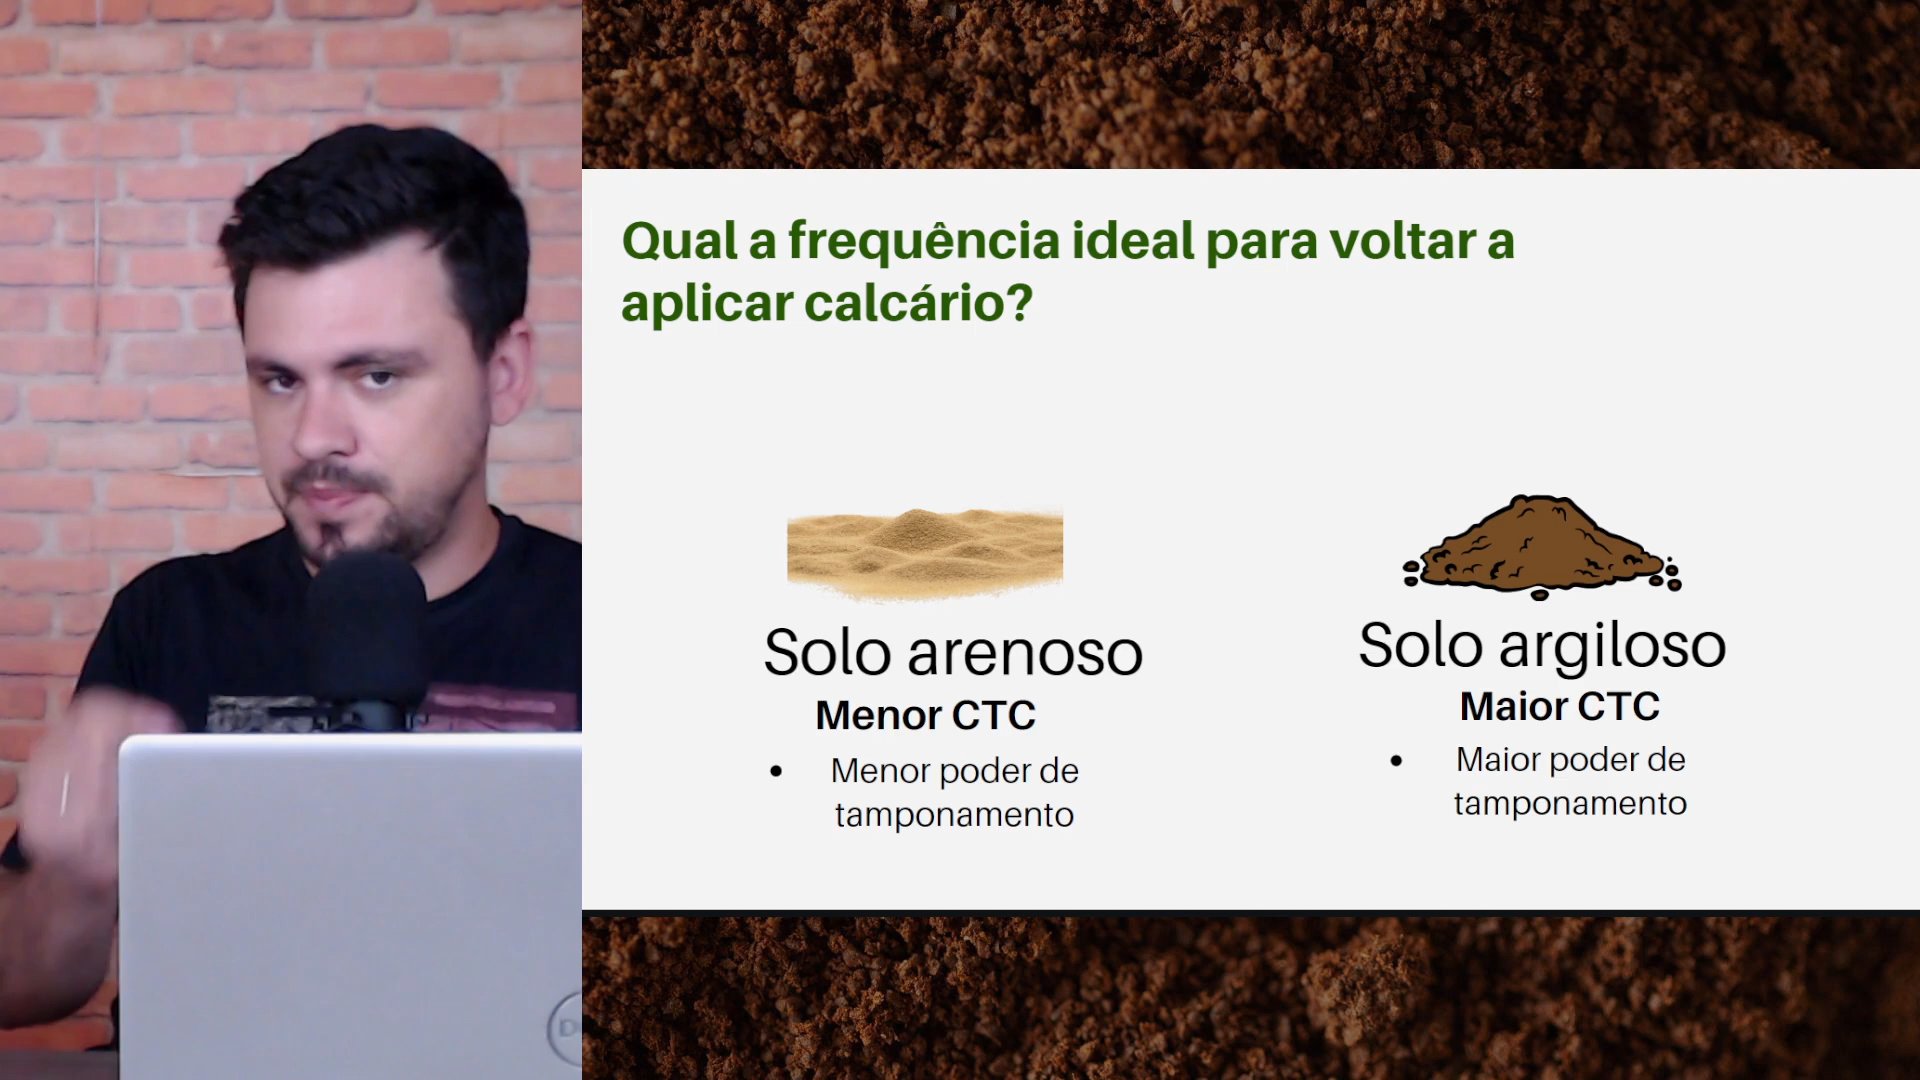 Qual a frequência ideal para voltar a
aplicar calcário?
Solo arenoso
Menor CTC
• Menor poder de
tamponamento
Solo argiloso
Maior CTC
• Maior poder de
tamponamento